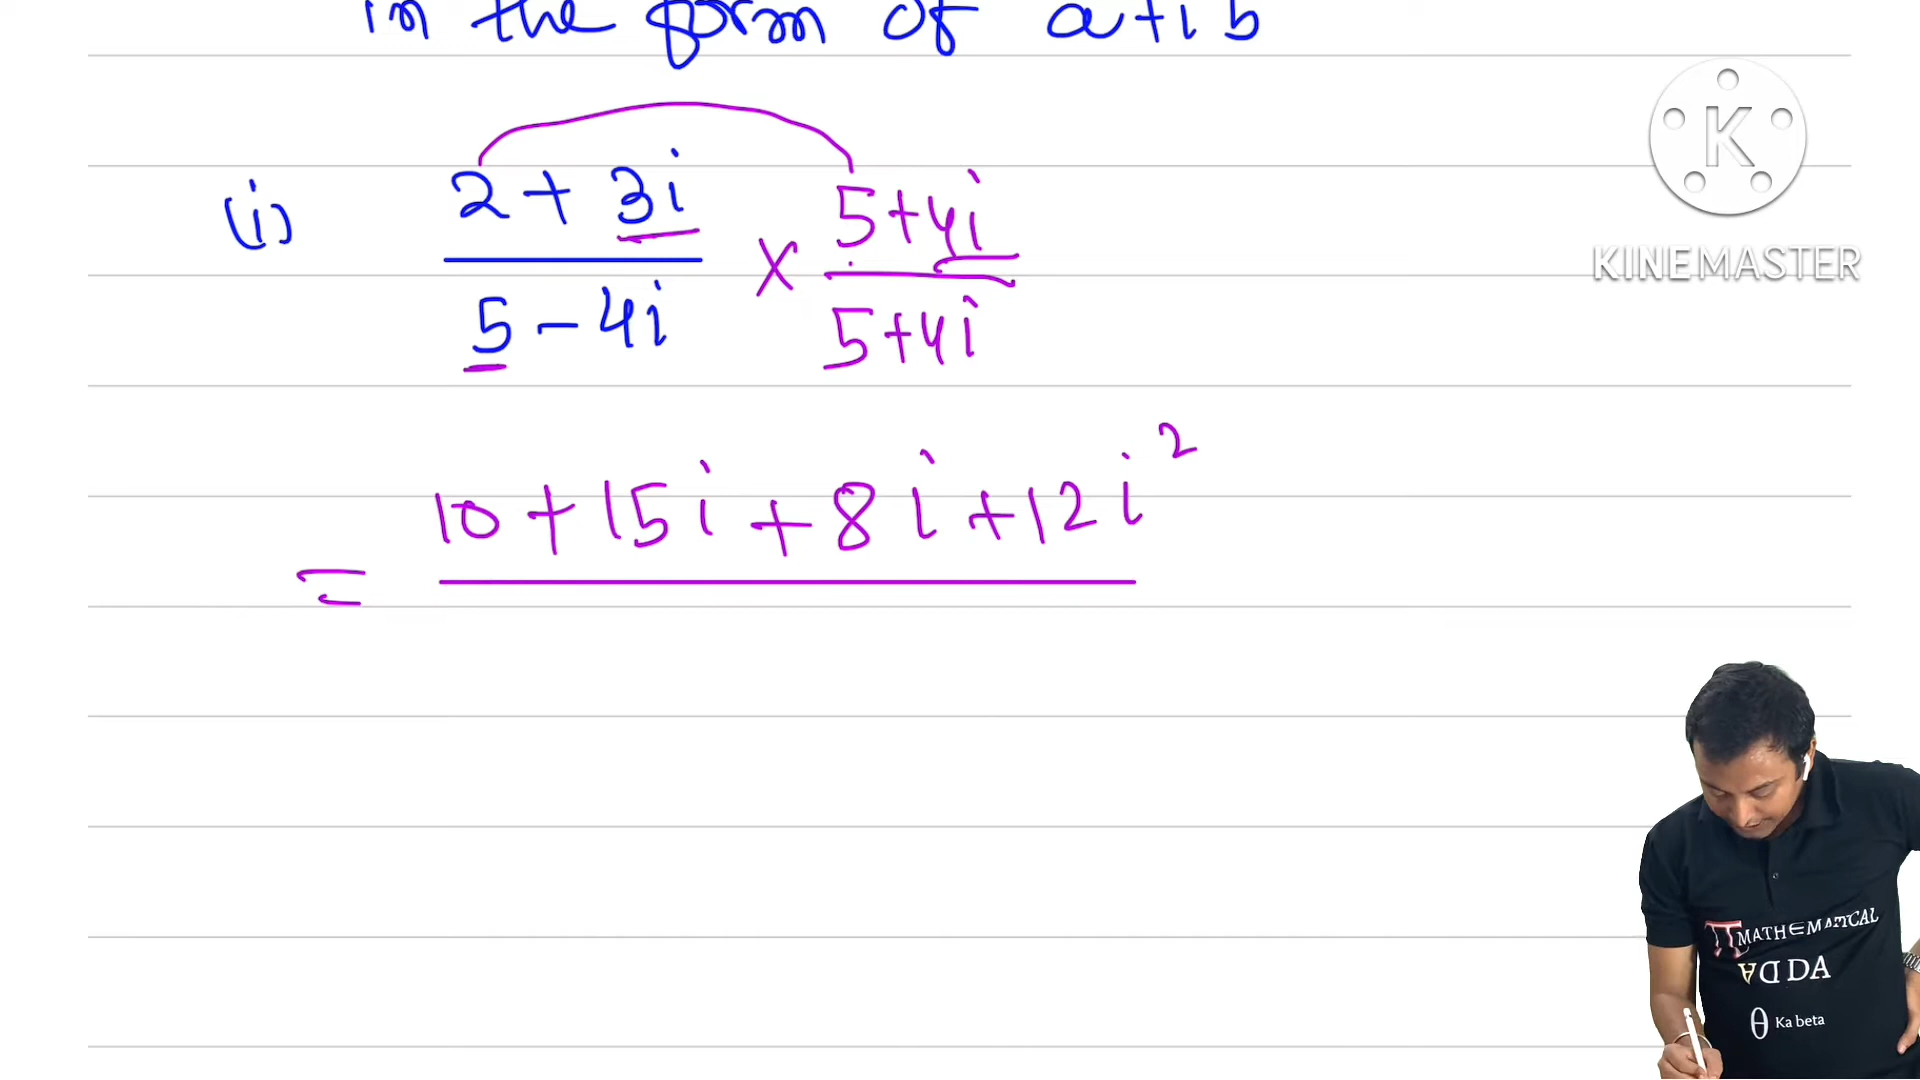 in the form of a+ib
(i) 2 + 3i / 5 - 4i × 5+4i / 5+4i
= 10 + 15i + 8i + 12i²
K
KINEMASTER
π MATHEMATICAL
ADDA
θ Ka beta